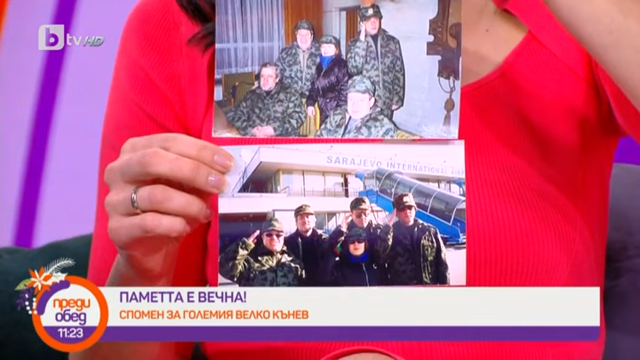 btv HD
SARAJEVO INTERNATIONAL
ПАМЕТТА Е ВЕЧНА!
СПОМЕН ЗА ГОЛЕМИЯ ВЕЛКО КЪНЕВ
преди
обед
11:23